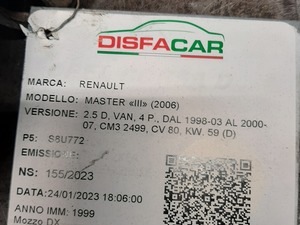 DISFACAR
MARCA: RENAULT
MODELLO: MASTER «III» (2006)
VERSIONE: 2.5 D, VAN, 4 P., DAL 1998-03 AL 2000-
07, CM3 2499, CV 80, KW. 59 (D)
P5: S8U772
EMISSIONE:
NS: 155/2023
DATA:24/01/2023 18:06:00
ANNO IMM: 1999
Mozzo DX